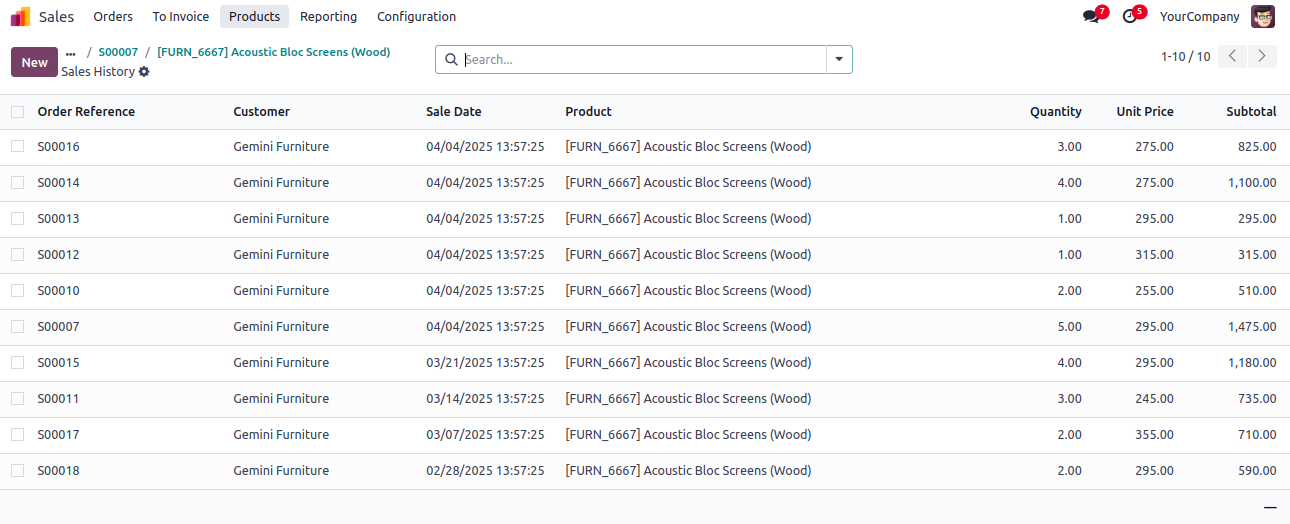 Sales Orders To Invoice Products Reporting Configuration 7 5 YourCompany
New ... / S00007 / [FURN_6667] Acoustic Bloc Screens (Wood)
Sales History
Search...
1-10 / 10
Order Reference Customer Sale Date Product Quantity Unit Price Subtotal
S00016 Gemini Furniture 04/04/2025 13:57:25 [FURN_6667] Acoustic Bloc Screens (Wood) 3.00 275.00 825.00
S00014 Gemini Furniture 04/04/2025 13:57:25 [FURN_6667] Acoustic Bloc Screens (Wood) 4.00 275.00 1,100.00
S00013 Gemini Furniture 04/04/2025 13:57:25 [FURN_6667] Acoustic Bloc Screens (Wood) 1.00 295.00 295.00
S00012 Gemini Furniture 04/04/2025 13:57:25 [FURN_6667] Acoustic Bloc Screens (Wood) 1.00 315.00 315.00
S00010 Gemini Furniture 04/04/2025 13:57:25 [FURN_6667] Acoustic Bloc Screens (Wood) 2.00 255.00 510.00
S00007 Gemini Furniture 04/04/2025 13:57:25 [FURN_6667] Acoustic Bloc Screens (Wood) 5.00 295.00 1,475.00
S00015 Gemini Furniture 03/21/2025 13:57:25 [FURN_6667] Acoustic Bloc Screens (Wood) 4.00 295.00 1,180.00
S00011 Gemini Furniture 03/14/2025 13:57:25 [FURN_6667] Acoustic Bloc Screens (Wood) 3.00 245.00 735.00
S00017 Gemini Furniture 03/07/2025 13:57:25 [FURN_6667] Acoustic Bloc Screens (Wood) 2.00 355.00 710.00
S00018 Gemini Furniture 02/28/2025 13:57:25 [FURN_6667] Acoustic Bloc Screens (Wood) 2.00 295.00 590.00
—